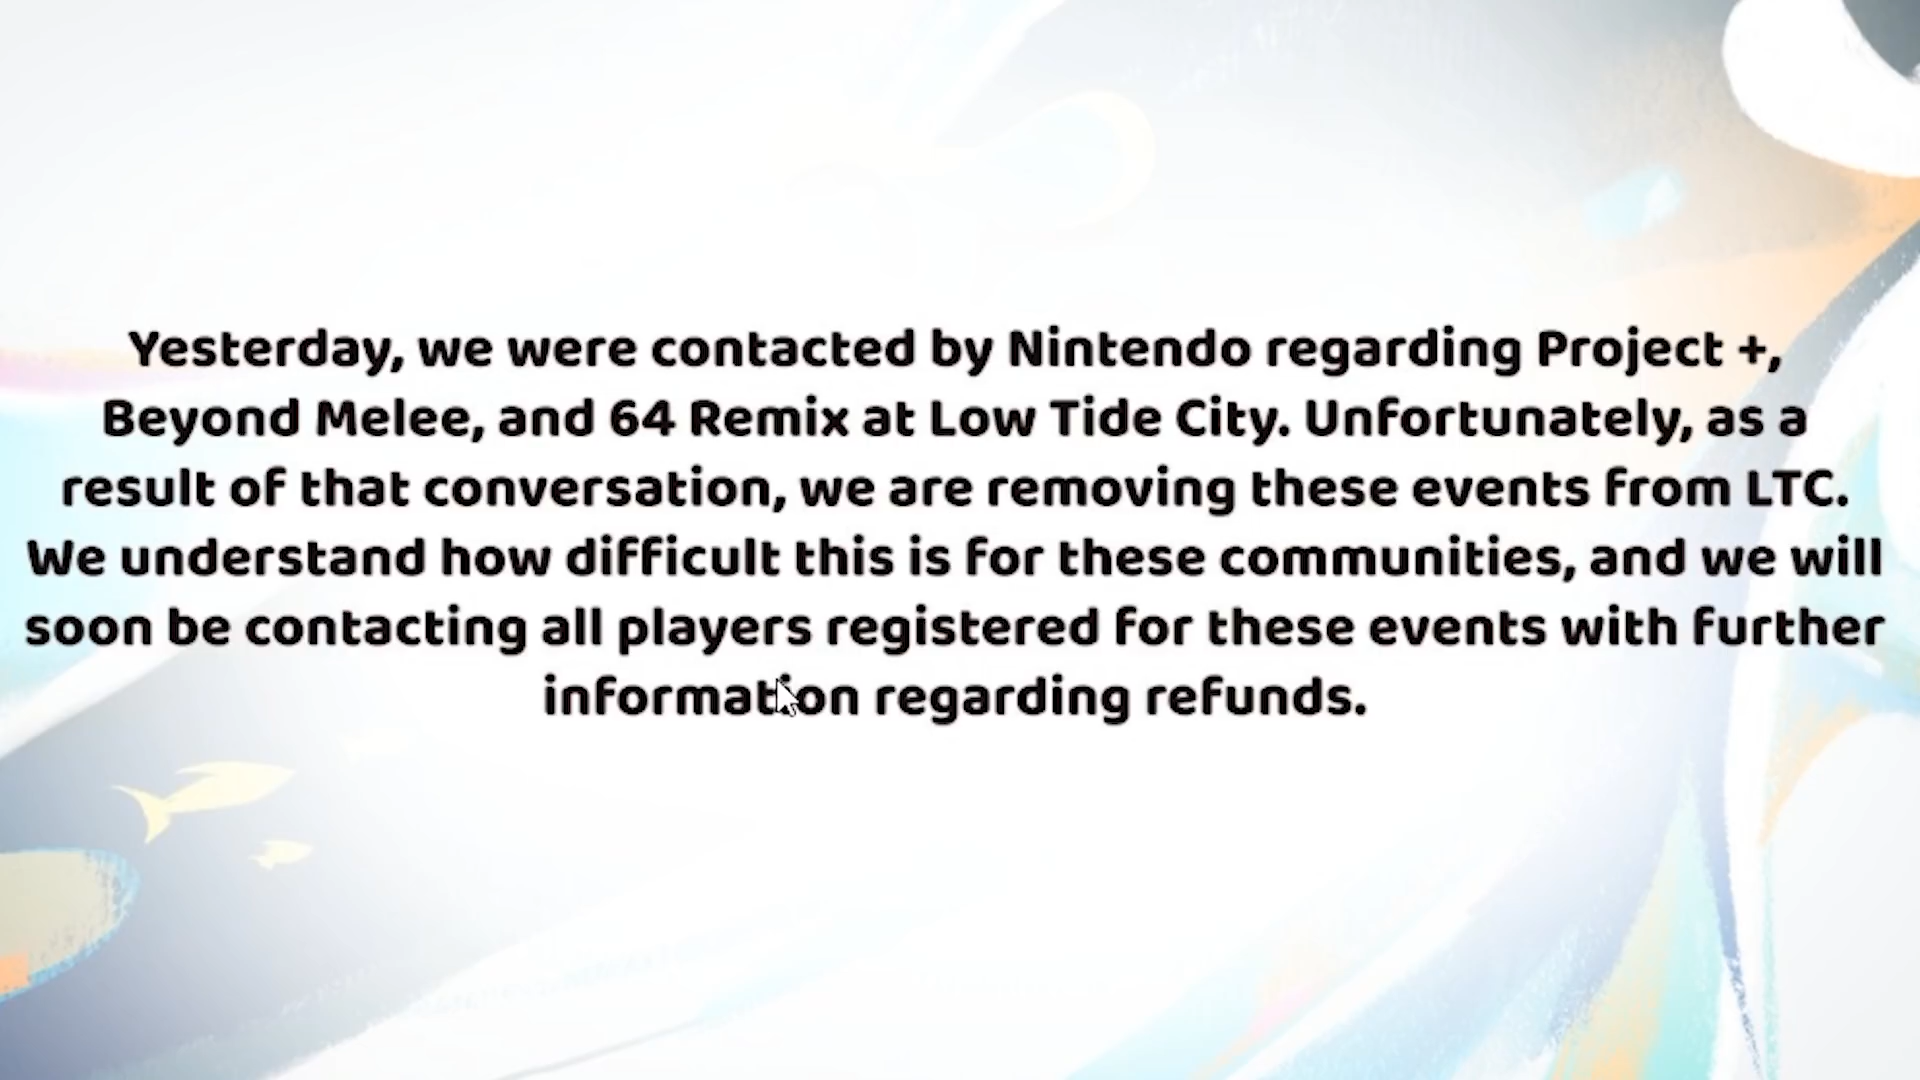 Yesterday, we were contacted by Nintendo regarding Project +,
Beyond Melee, and 64 Remix at Low Tide City. Unfortunately, as a
result of that conversation, we are removing these events from LTC.
We understand how difficult this is for these communities, and we will
soon be contacting all players registered for these events with further
information regarding refunds.